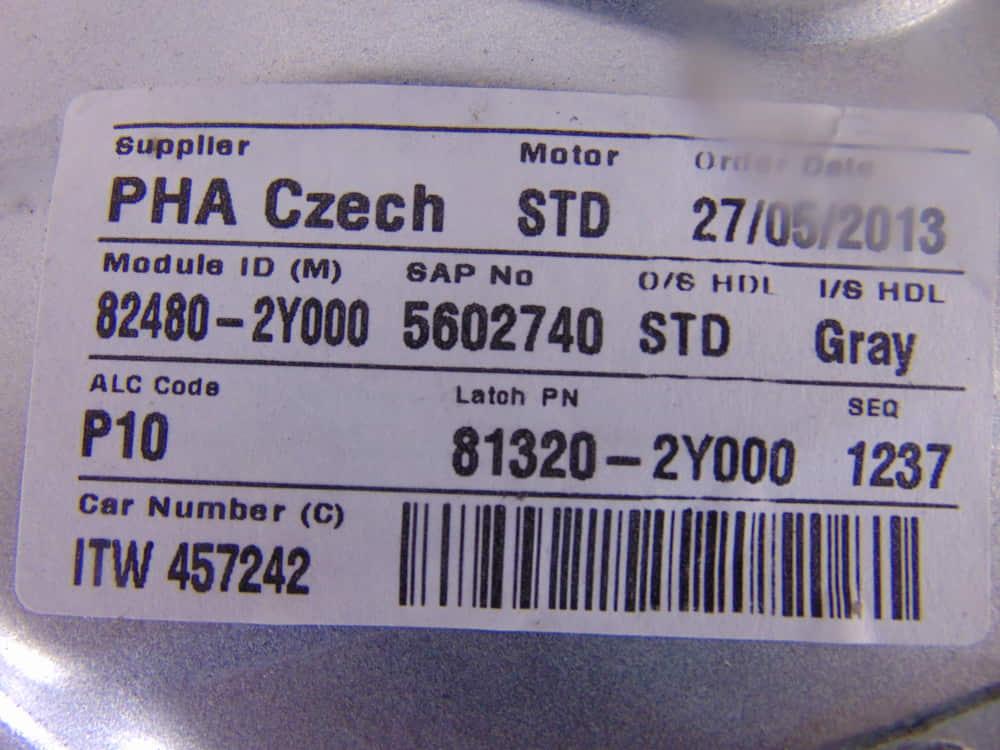 Supplier Motor Order Date
PHA Czech STD 27/05/2013
Module ID (M) SAP No O/S HDL I/S HDL
82480-2Y000 5602740 STD Gray
ALC Code Latch PN SEQ
P10 81320-2Y000 1237
Car Number (C)
ITW 457242